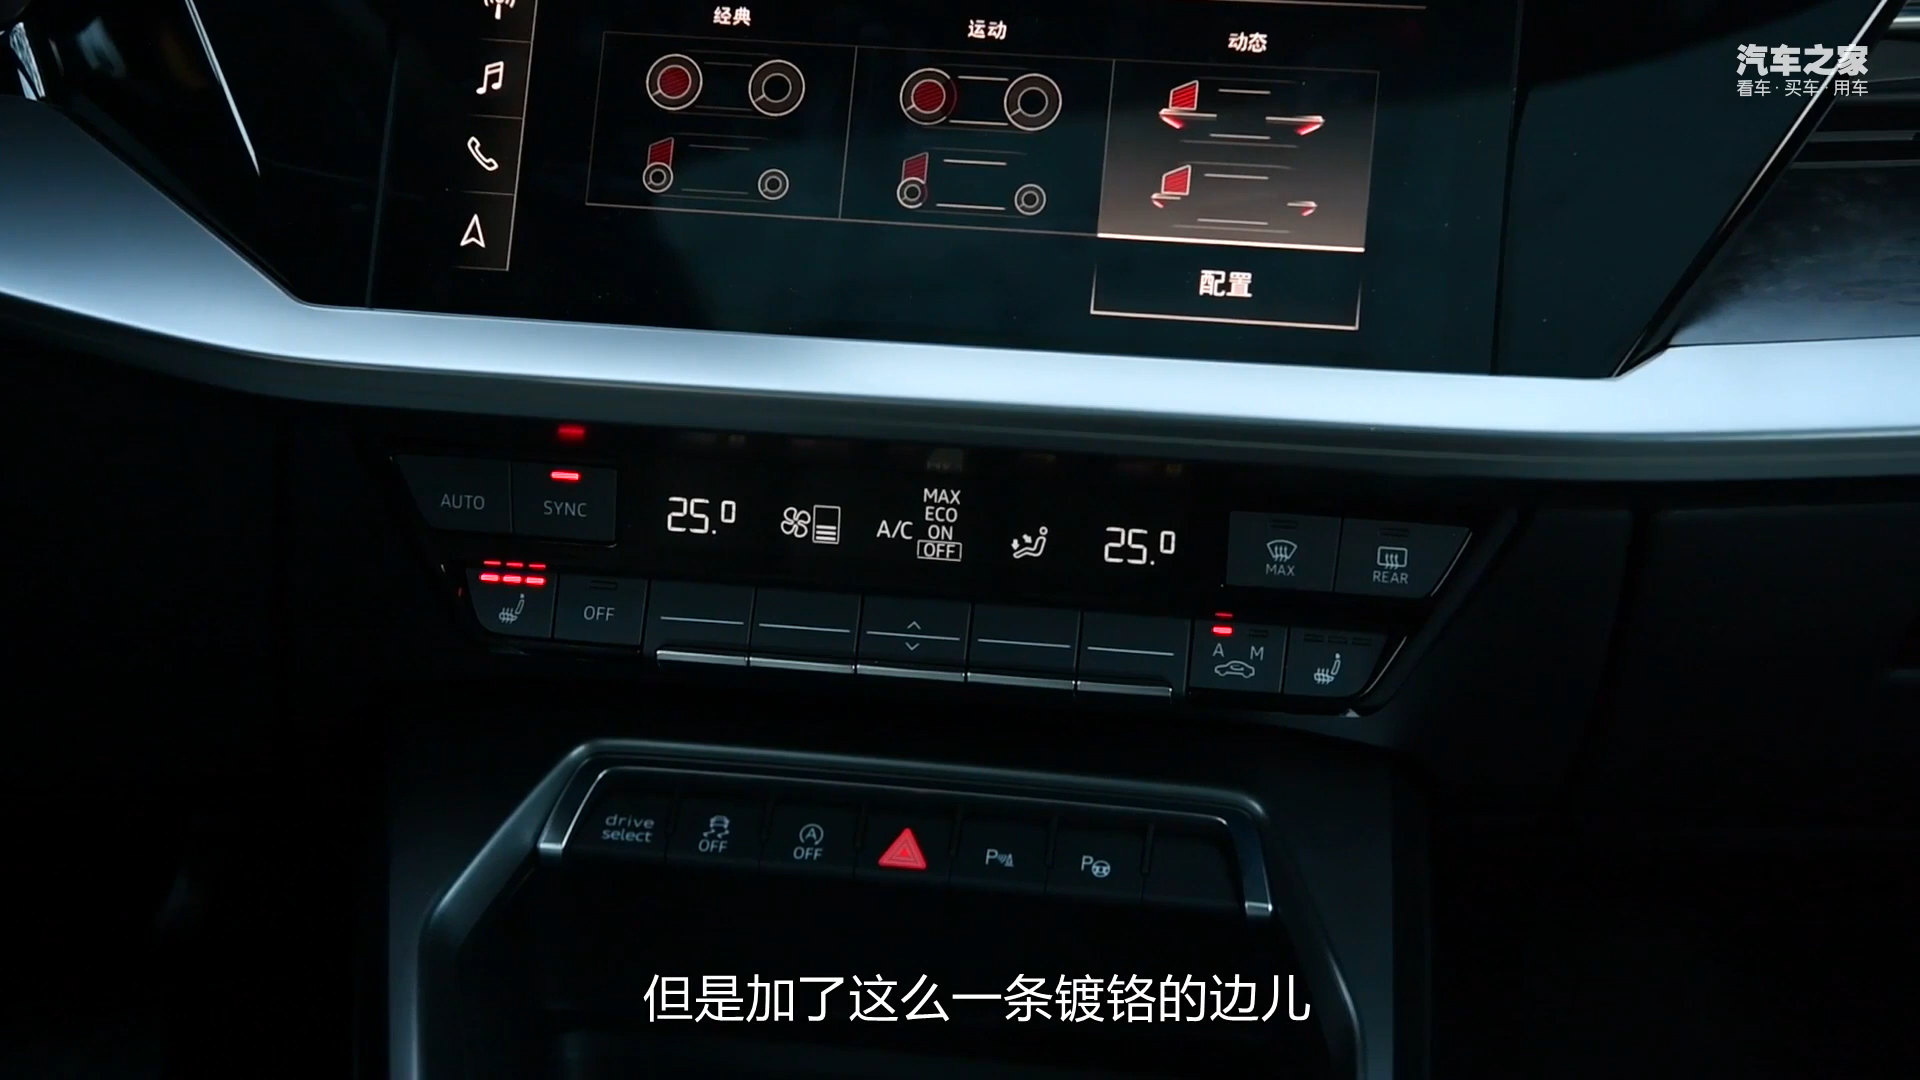 经典
运动
动态
汽车之家
看车·买车·用车
配置
AUTO
SYNC
25.0
A/C
MAX
ECO
ON
OFF
25.0
MAX
REAR
OFF
A M
drive
select
OFF
OFF
P
P
但是加了这么一条镀铬的边儿